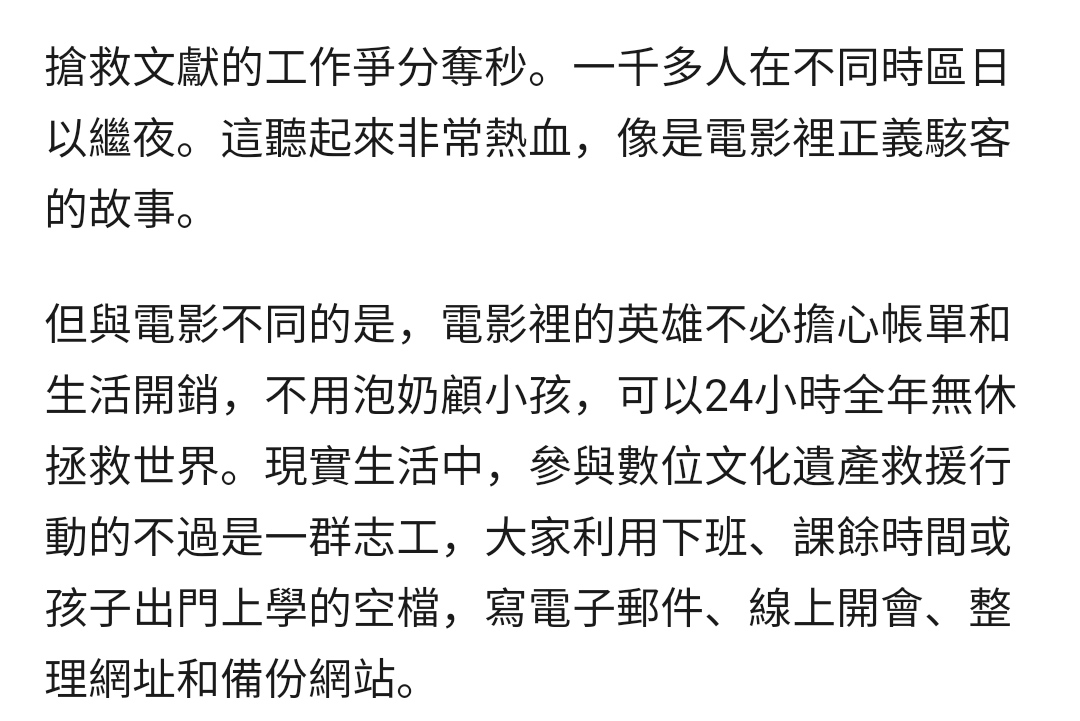 搶救文獻的工作爭分奪秒。一千多人在不同時區日
以繼夜。這聽起來非常熱血，像是電影裡正義駭客
的故事。
但與電影不同的是，電影裡的英雄不必擔心帳單和
生活開銷，不用泡奶顧小孩，可以24小時全年無休
拯救世界。現實生活中，參與數位文化遺產救援行
動的不過是一群志工，大家利用下班、課餘時間或
孩子出門上學的空檔，寫電子郵件、線上開會、整
理網址和備份網站。